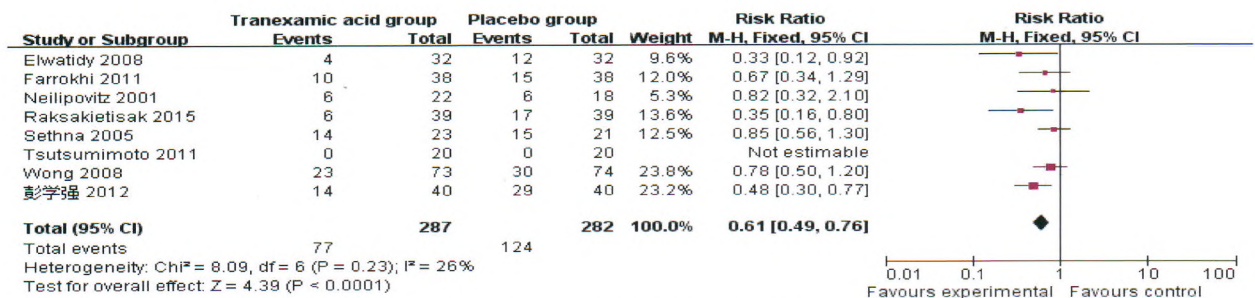 Tranexamic acid group Placebo group Risk Ratio Risk Ratio
Study or Subgroup Events Total Events Total Weight M-H, Fixed, 95% CI M-H, Fixed, 95% CI
Elwatidy 2008 4 32 12 32 9.6% 0.33 [0.12, 0.92]
Farrokhi 2011 10 38 15 38 12.0% 0.67 [0.34, 1.29]
Neilipovitz 2001 6 22 6 18 5.3% 0.82 [0.32, 2.10]
Raksakietisak 2015 6 39 17 39 13.6% 0.35 [0.16, 0.80]
Sethna 2005 14 23 15 21 12.5% 0.85 [0.56, 1.30]
Tsutsumimoto 2011 0 20 0 20 Not estimable
Wong 2008 23 73 30 74 23.8% 0.78 [0.50, 1.20]
彭学强 2012 14 40 29 40 23.2% 0.48 [0.30, 0.77]
Total (95% CI) 287 282 100.0% 0.61 [0.49, 0.76]
Total events 77 124
Heterogeneity: Chi² = 8.09, df = 6 (P = 0.23); I² = 26%
Test for overall effect: Z = 4.39 (P < 0.0001)
0.01 0.1 1 10 100
Favours experimental Favours control